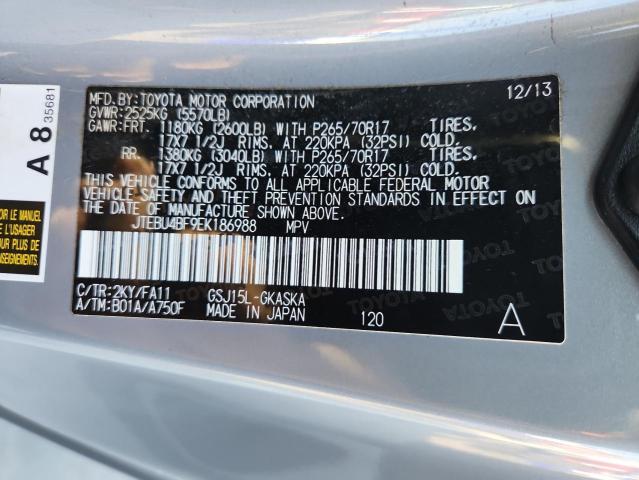 12/13
MFD.BY:TOYOTA MOTOR CORPORATION
GVWR:2525KG (5570LB)
GAWR:FRT. 1180KG (2600LB) WITH P265/70R17 TIRES.
17X7 1/2J RIMS. AT 220KPA (32PSI) COLD.
RR. 1380KG (3040LB) WITH P265/70R17 TIRES.
17X7 1/2J RIMS. AT 220KPA (32PSI) COLD.
THIS VEHICLE CONFORMS TO ALL APPLICABLE FEDERAL MOTOR
VEHICLE SAFETY AND THEFT PREVENTION STANDARDS IN EFFECT ON
THE DATE OF MANUFACTURE SHOWN ABOVE.
JTEBU4BF9EK186988 MPV
C/TR:2KY/FA11 GSJ15L-GKASKA
A/TM:B01A/A750F MADE IN JAPAN 120 A
A 8 35681
R LE MANUEL
DE L'USAGER
ENSEIGNEMENTS.